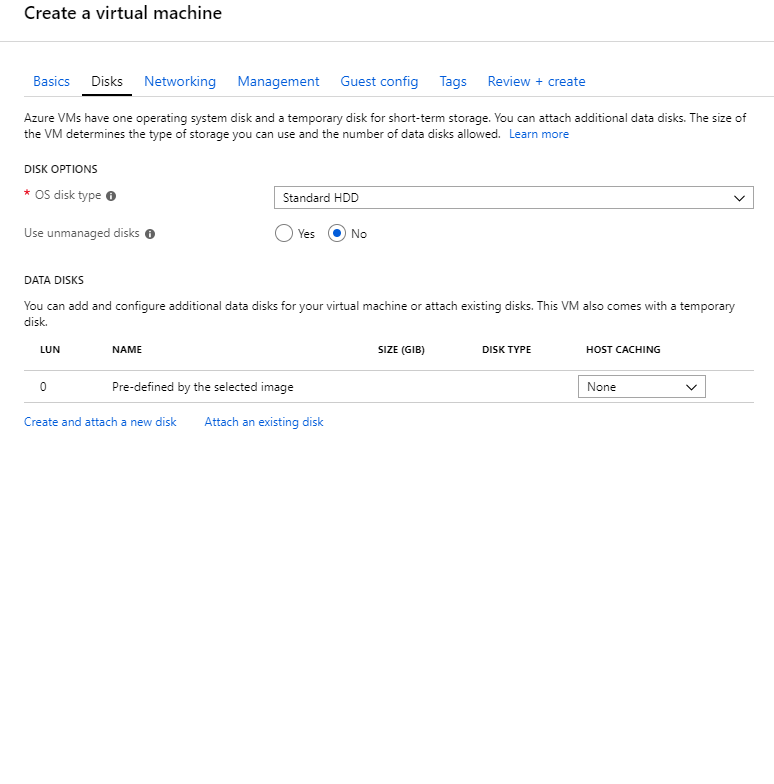 Create a virtual machine
Basics Disks Networking Management Guest config Tags Review + create
Azure VMs have one operating system disk and a temporary disk for short-term storage. You can attach additional data disks. The size of
the VM determines the type of storage you can use and the number of data disks allowed. Learn more
DISK OPTIONS
* OS disk type
Standard HDD
Use unmanaged disks
Yes No
DATA DISKS
You can add and configure additional data disks for your virtual machine or attach existing disks. This VM also comes with a temporary
disk.
LUN NAME SIZE (GIB) DISK TYPE HOST CACHING
0 Pre-defined by the selected image None
Create and attach a new disk Attach an existing disk